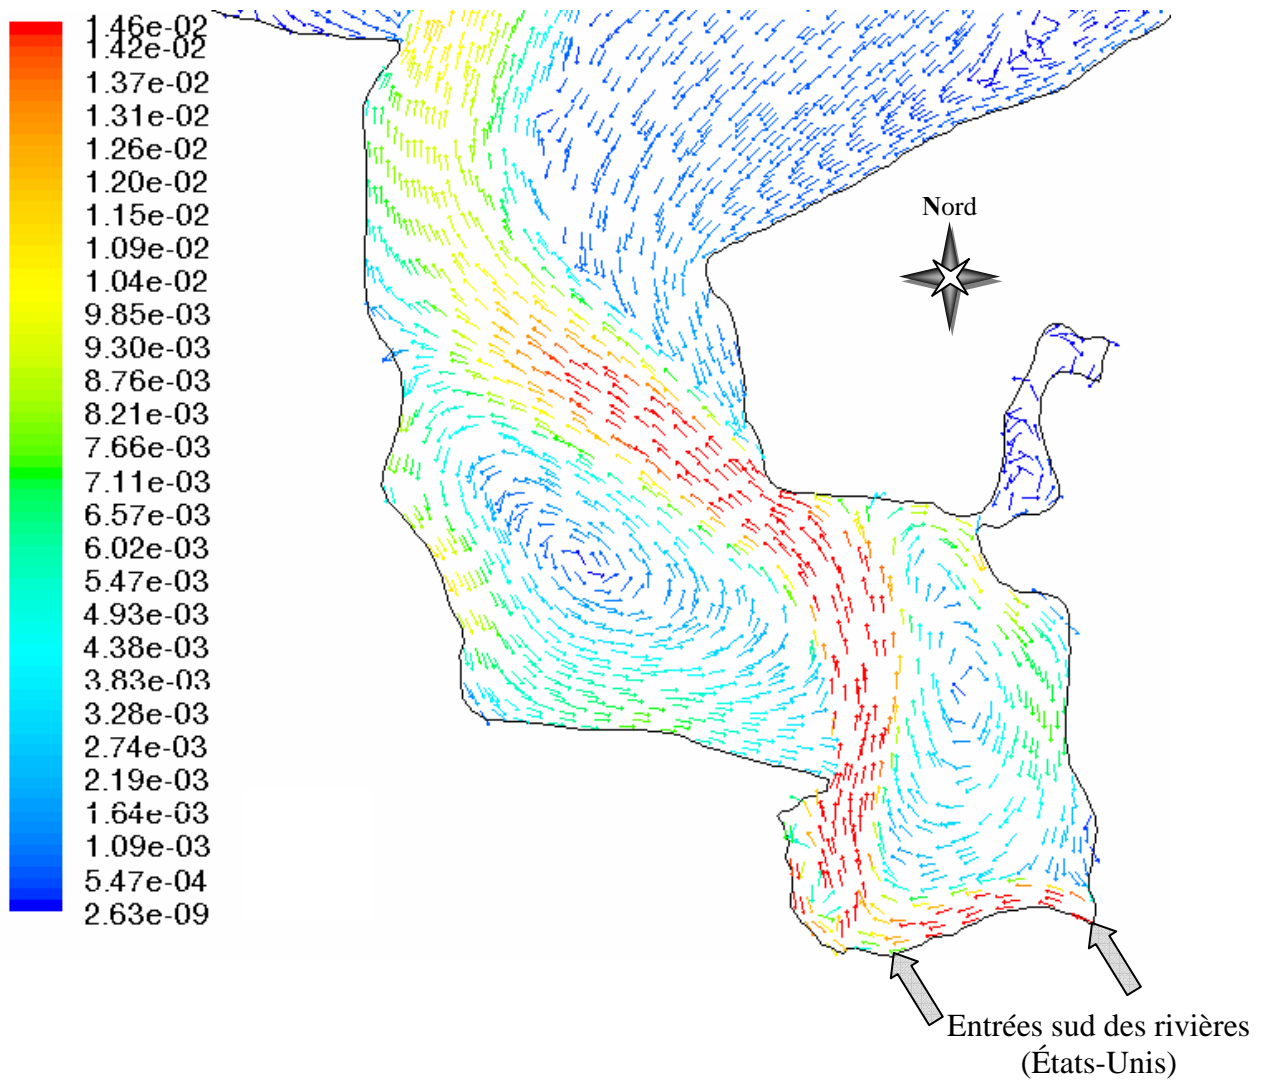 1.46e-02
1.42e-02
1.37e-02
1.31e-02
1.26e-02
1.20e-02
1.15e-02
1.09e-02
1.04e-02
9.85e-03
9.30e-03
8.76e-03
8.21e-03
7.66e-03
7.11e-03
6.57e-03
6.02e-03
5.47e-03
4.93e-03
4.38e-03
3.83e-03
3.28e-03
2.74e-03
2.19e-03
1.64e-03
1.09e-03
5.47e-04
2.63e-09
Nord
Entrées sud des rivières
(États-Unis)